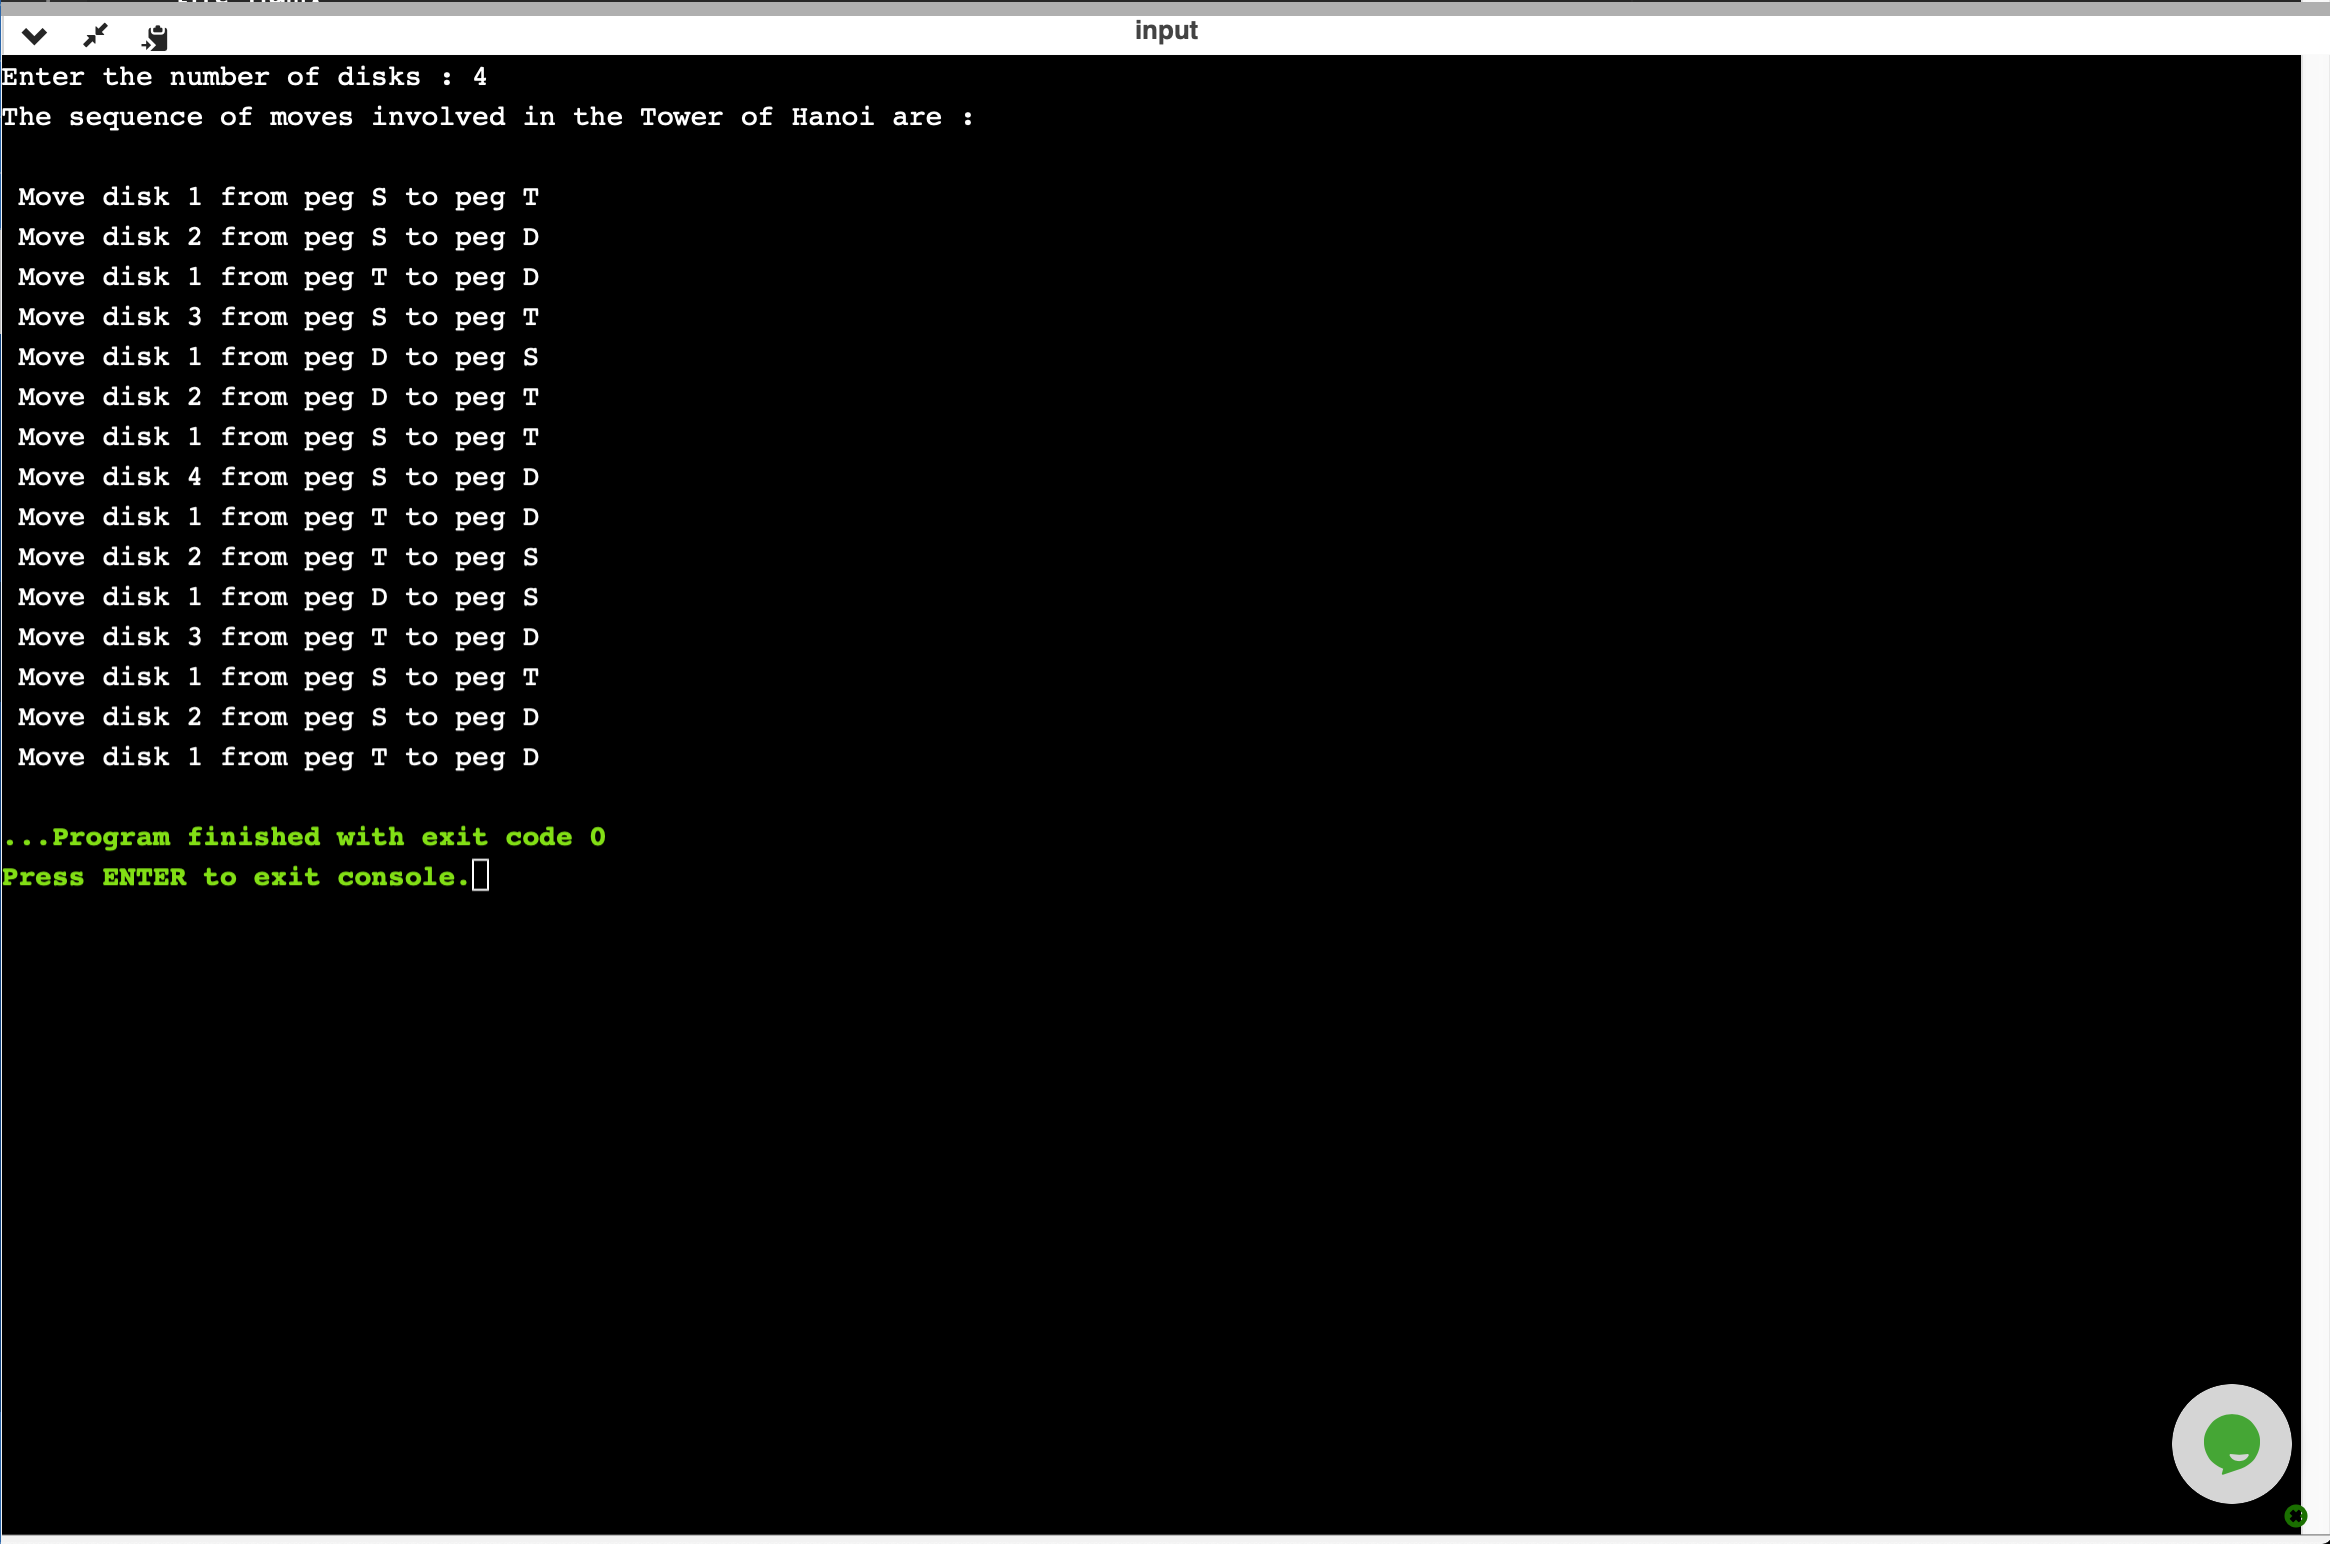 input
Enter the number of disks : 4
The sequence of moves involved in the Tower of Hanoi are :
Move disk 1 from peg S to peg T
Move disk 2 from peg S to peg D
Move disk 1 from peg T to peg D
Move disk 3 from peg S to peg T
Move disk 1 from peg D to peg S
Move disk 2 from peg D to peg T
Move disk 1 from peg S to peg T
Move disk 4 from peg S to peg D
Move disk 1 from peg T to peg D
Move disk 2 from peg T to peg S
Move disk 1 from peg D to peg S
Move disk 3 from peg T to peg D
Move disk 1 from peg S to peg T
Move disk 2 from peg S to peg D
Move disk 1 from peg T to peg D
...Program finished with exit code 0
Press ENTER to exit console.